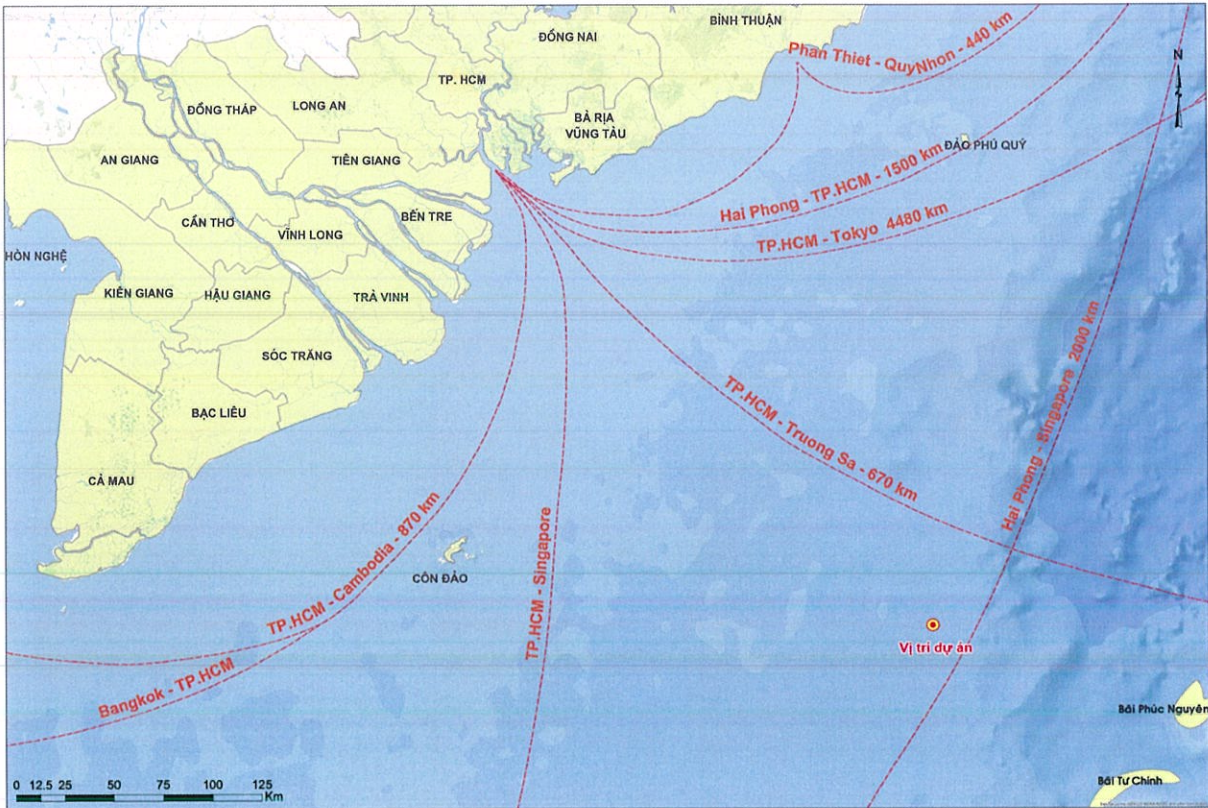 BÌNH THUẬN
ĐỒNG NAI
Phan Thiet - QuyNhon - 440 km
N
TP. HCM
ĐỒNG THÁP
LONG AN
BÀ RỊA
VŨNG TÀU
ĐẢO PHÚ QUÝ
AN GIANG
TIỀN GIANG
Hai Phong - TP.HCM - 1500 km
CẦN THƠ
BẾN TRE
VĨNH LONG
TP.HCM - Tokyo 4480 km
HÒN NGHỆ
KIÊN GIANG
HẬU GIANG
TRÀ VINH
SÓC TRĂNG
Hai Phong - Singapore 2000 km
BẠC LIÊU
TP.HCM - Truong Sa - 670 km
CẢ MAU
TP.HCM - Cambodia - 870 km
CÔN ĐẢO
TP.HCM - Singapore
Vị trí dự án
Bangkok - TP.HCM
Bãi Phúc Nguyên
Bãi Tư Chính
0 12.5 25 50 75 100 125
Km